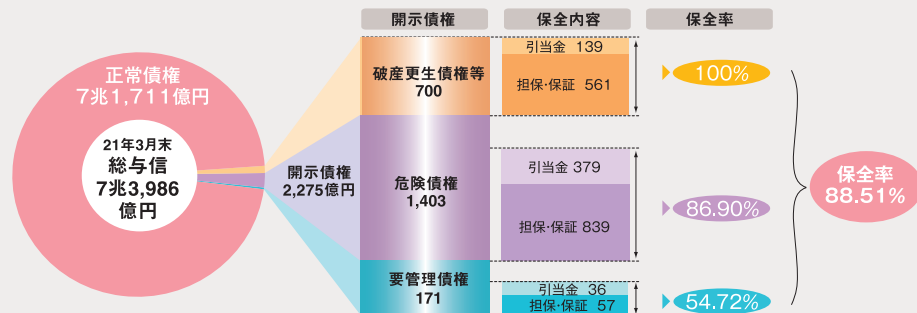 開示債権
保全内容
保全率
正常債権
7兆1,711億円
21年3月末
総与信
7兆3,986
億円
開示債権
2,275億円
破産更生債権等
700
引当金 139
担保・保証 561
100%
危険債権
1,403
引当金 379
担保・保証 839
86.90%
要管理債権
171
引当金 36
担保・保証 57
54.72%
保全率
88.51%